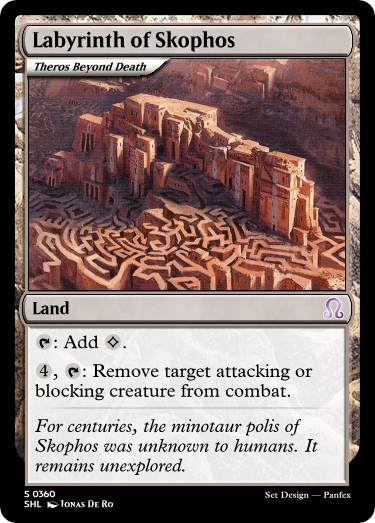 Labyrinth of Skophos
Theros Beyond Death
Land
: Add .
4, : Remove target attacking or
blocking creature from combat.
For centuries, the minotaur polis of
Skophos was unknown to humans. It
remains unexplored.
S 0360
Set Design — Panfex
SHL Jonas De Ro